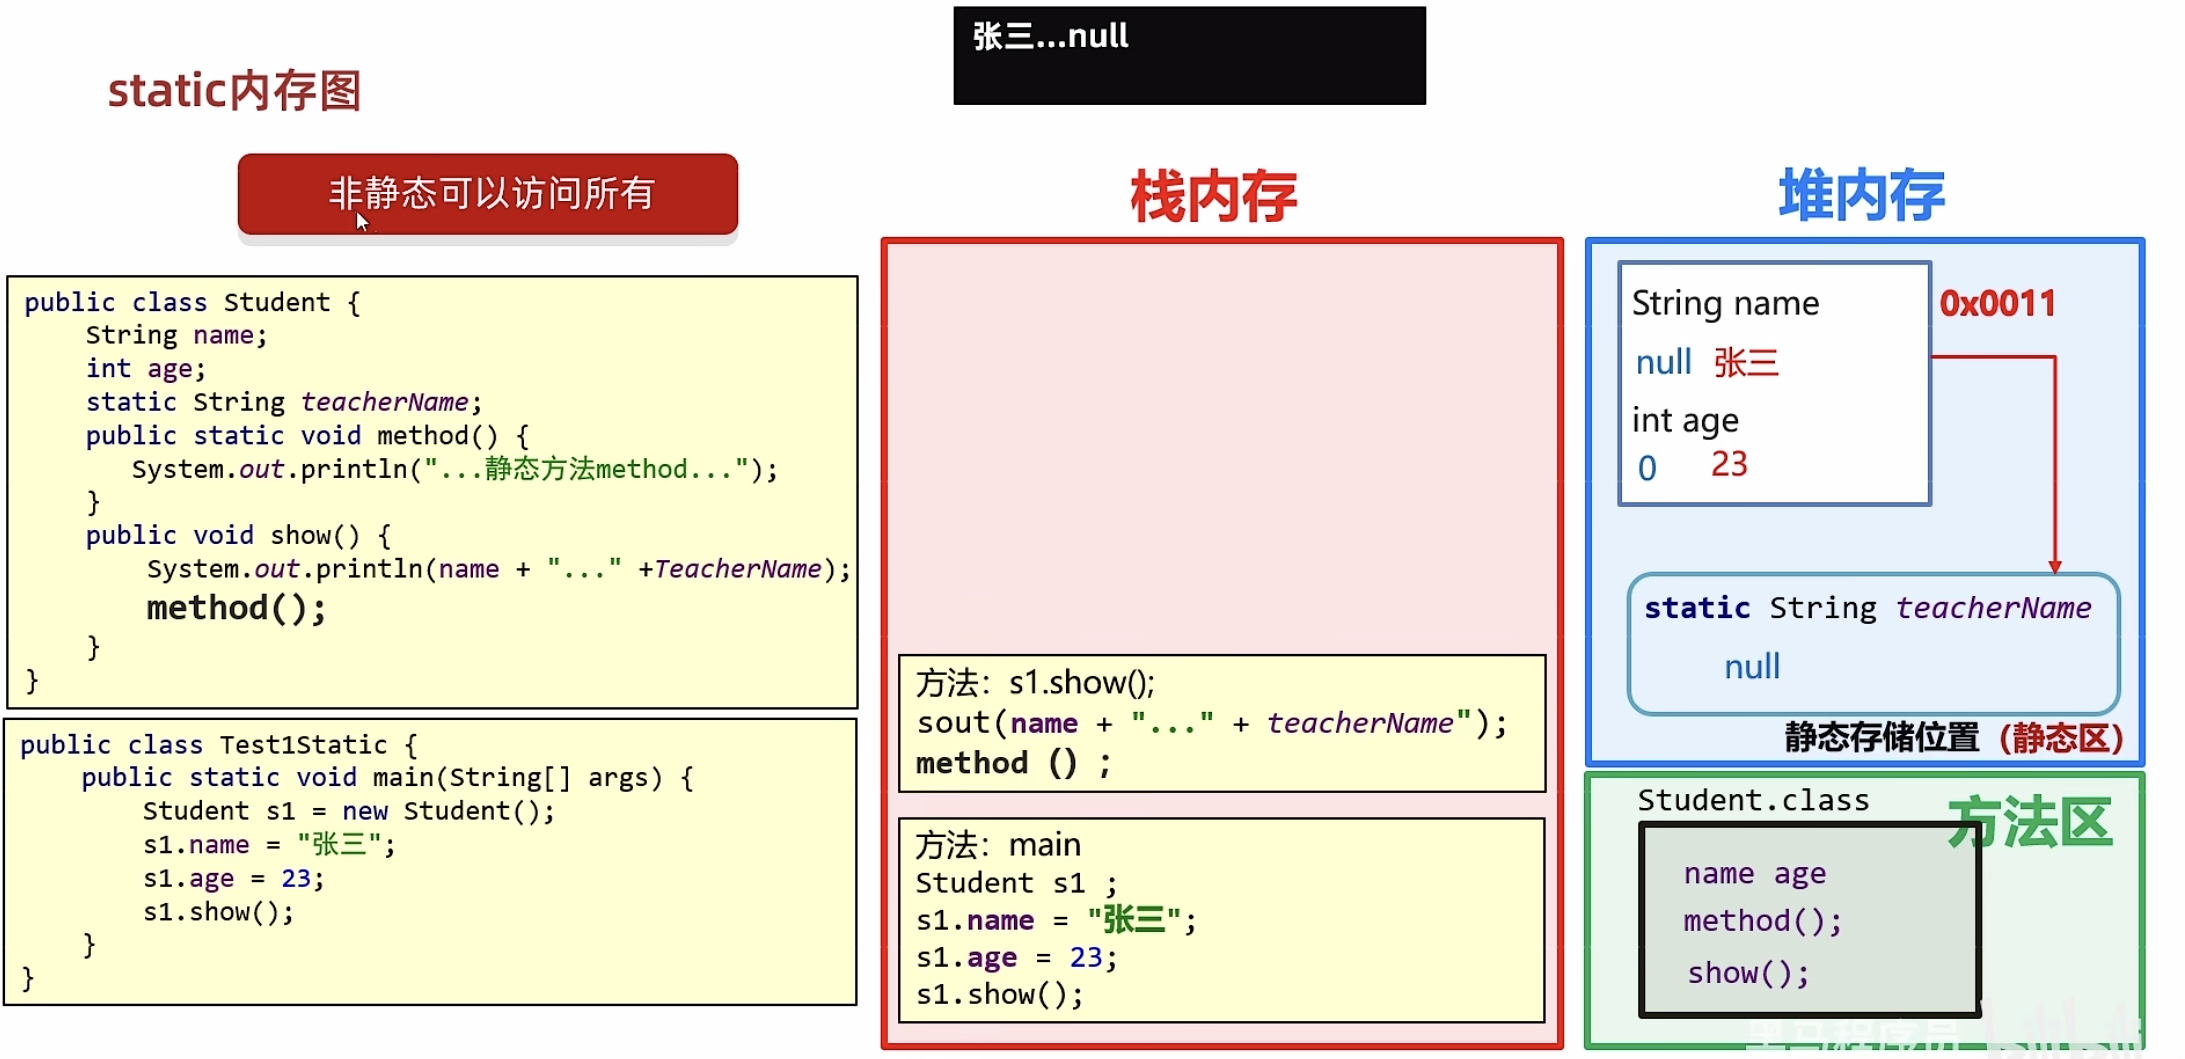 张三...null
static内存图
非静态可以访问所有
public class Student {
String name;
int age;
static String teacherName;
public static void method() {
System.out.println("...静态方法method...");
}
public void show() {
System.out.println(name + "..." +TeacherName);
method();
}
}
public class Test1Static {
public static void main(String[] args) {
Student s1 = new Student();
s1.name = "张三";
s1.age = 23;
s1.show();
}
}
栈内存
方法：s1.show();
sout(name + "..." + teacherName");
method () ;
方法：main
Student s1 ;
s1.name = "张三";
s1.age = 23;
s1.show();
堆内存
String name
0x0011
null 张三
int age
0 23
static String teacherName
null
静态存储位置（静态区）
Student.class
方法区
name age
method();
show();
黑马程序员